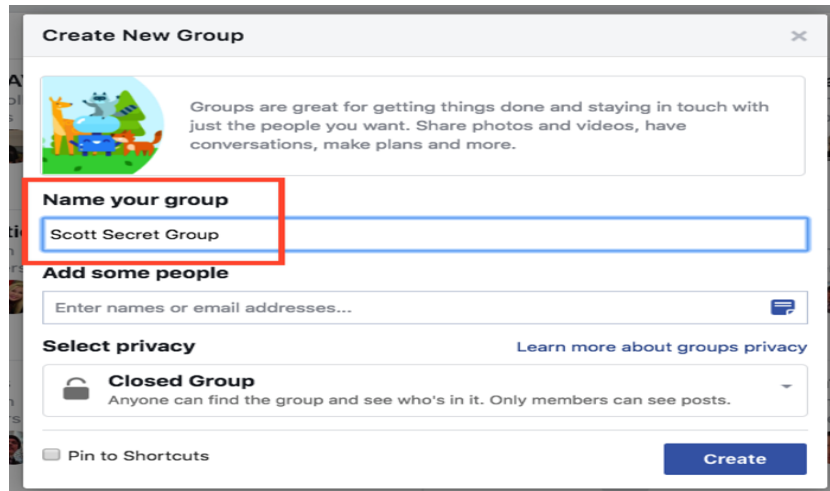 Create New Group
Groups are great for getting things done and staying in touch with
just the people you want. Share photos and videos, have
conversations, make plans and more.
Name your group
Scott Secret Group
Add some people
Enter names or email addresses...
Select privacy
Learn more about groups privacy
Closed Group
Anyone can find the group and see who's in it. Only members can see posts.
Pin to Shortcuts
Create